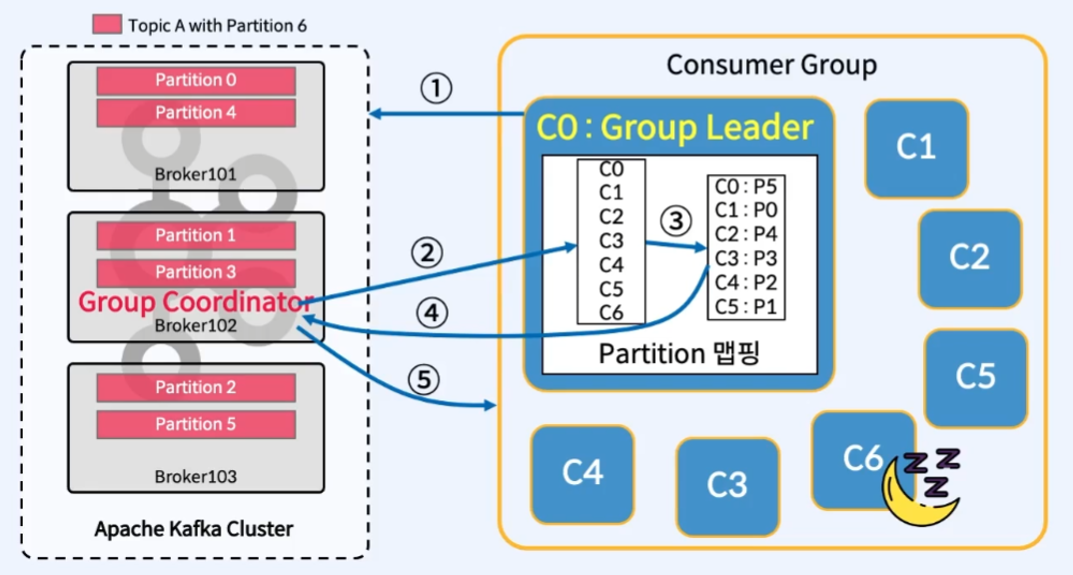 Topic A with Partition 6
Partition 0
Partition 4
Broker101
Partition 1
Partition 3
Group Coordinator
Broker102
Partition 2
Partition 5
Broker103
Apache Kafka Cluster
①
②
④
⑤
Consumer Group
C0 : Group Leader
C0
C1
C2
C3
C4
C5
C6
③
C0 : P5
C1 : P0
C2 : P4
C3 : P3
C4 : P2
C5 : P1
Partition 맵핑
C1
C2
C5
C4
C3
C6
Z Z
Z